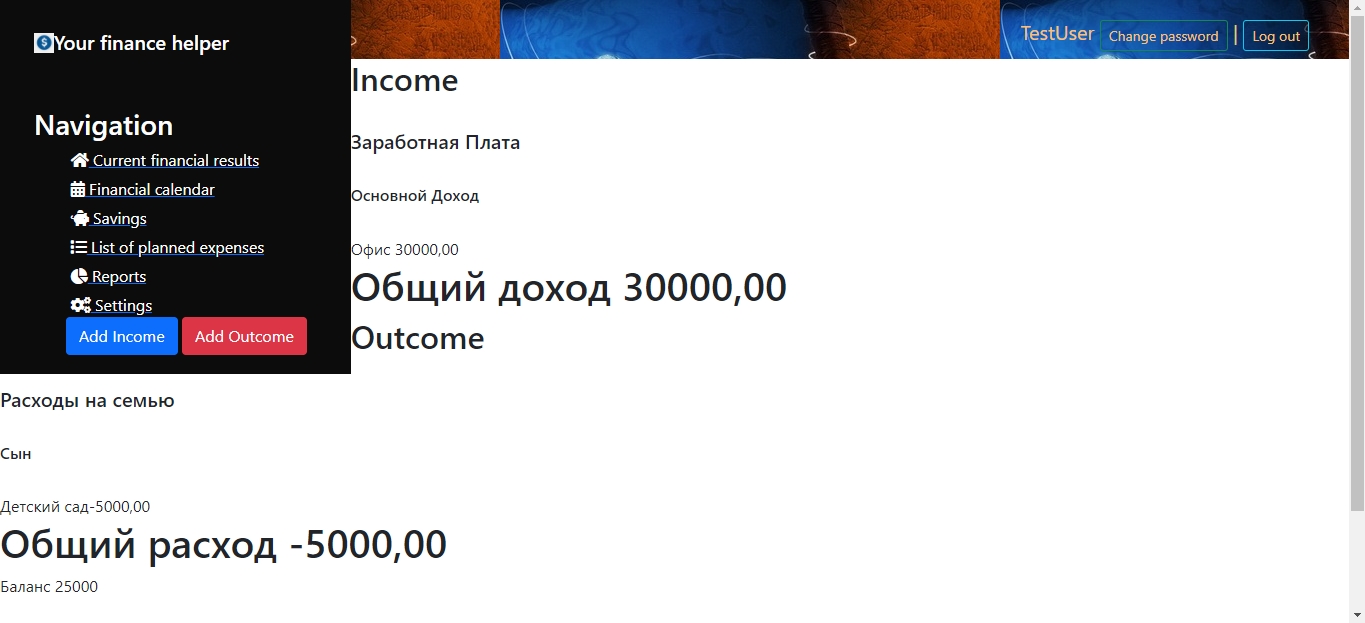 Your finance helper
TestUser Change password | Log out
Navigation
Current financial results
Financial calendar
Savings
List of planned expenses
Reports
Settings
Add Income Add Outcome
Income
Заработная Плата
Основной Доход
Офис 30000,00
Общий доход 30000,00
Outcome
Расходы на семью
Сын
Детский сад-5000,00
Общий расход -5000,00
Баланс 25000